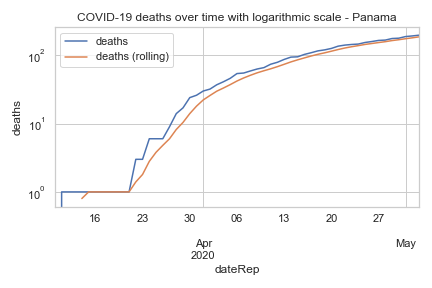 COVID-19 deaths over time with logarithmic scale - Panama
deaths
deaths (rolling)
10²
10¹
10⁰
deaths
16 23 30 06 13 20 27
Apr May
2020
dateRep